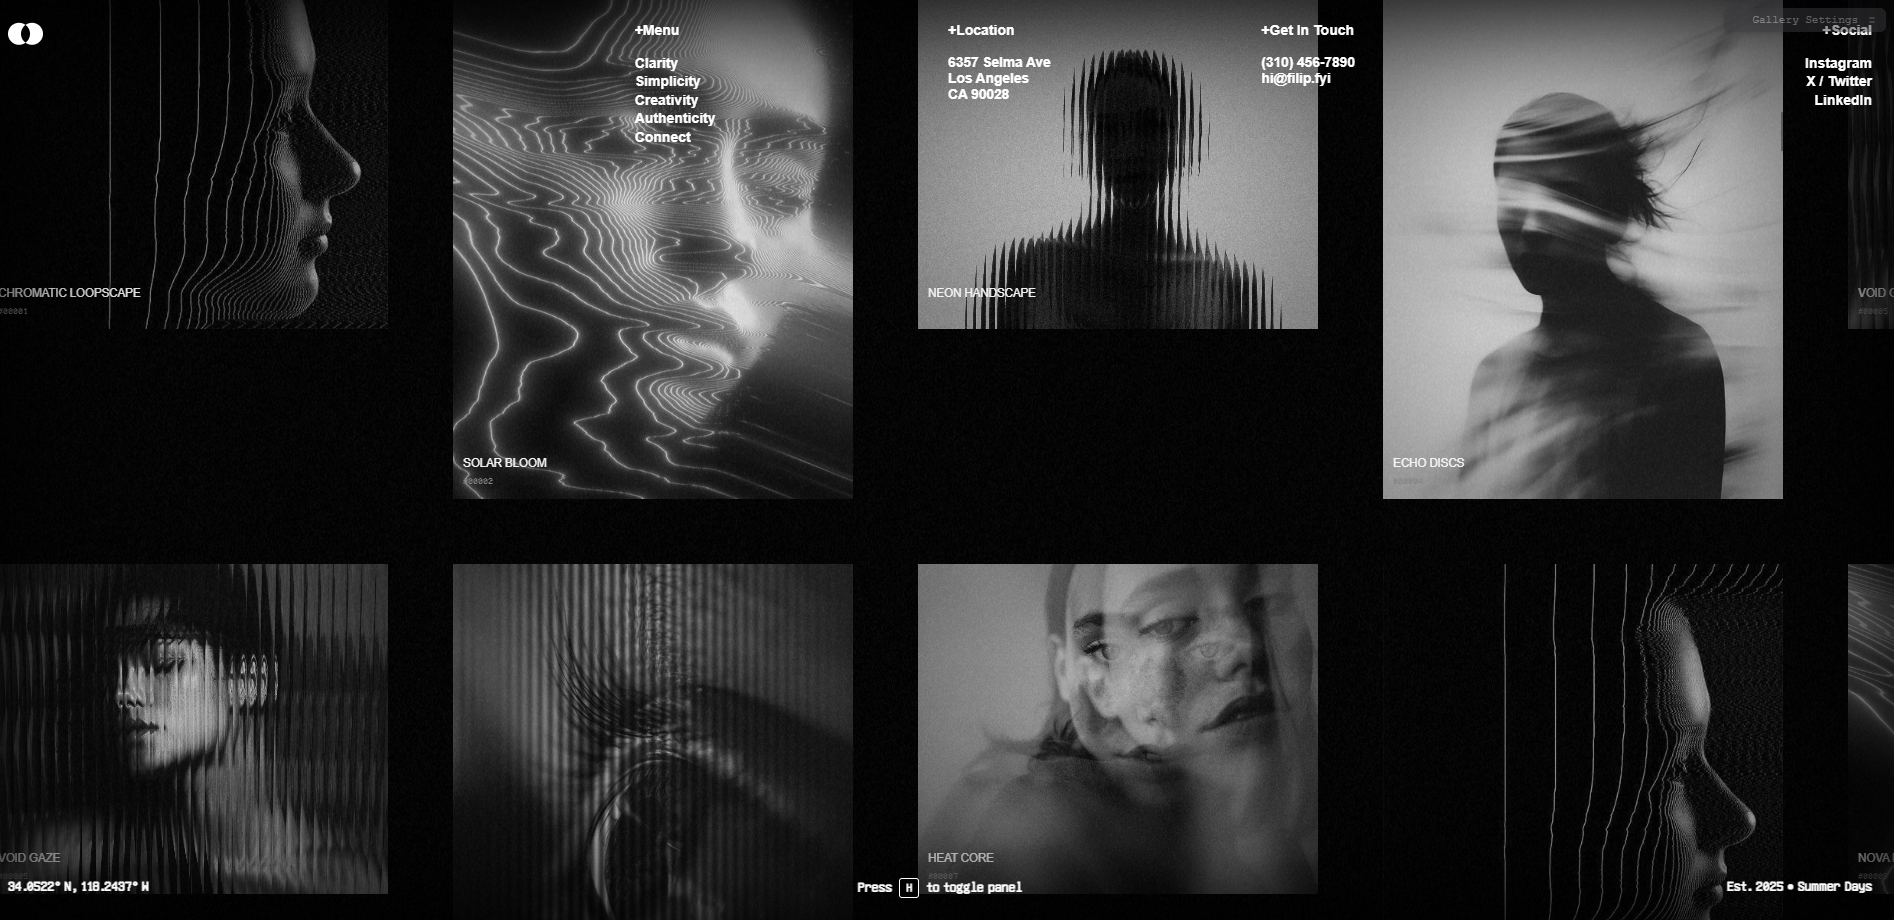 Gallery Settings
+Menu
Clarity
Simplicity
Creativity
Authenticity
Connect
+Location
6357 Selma Ave
Los Angeles
CA 90028
+Get In Touch
(310) 456-7890
hi@filip.fyi
+Social
Instagram
X / Twitter
LinkedIn
CHROMATIC LOOPSCAPE
#00001
NEON HANDSCAPE
VOID
#00005
SOLAR BLOOM
#00002
ECHO DISCS
#00004
VOID GAZE
HEAT CORE
#00007
NOVA
34.0522° N, 118.2437° W
Press H to toggle panel
Est. 2025 • Summer Days